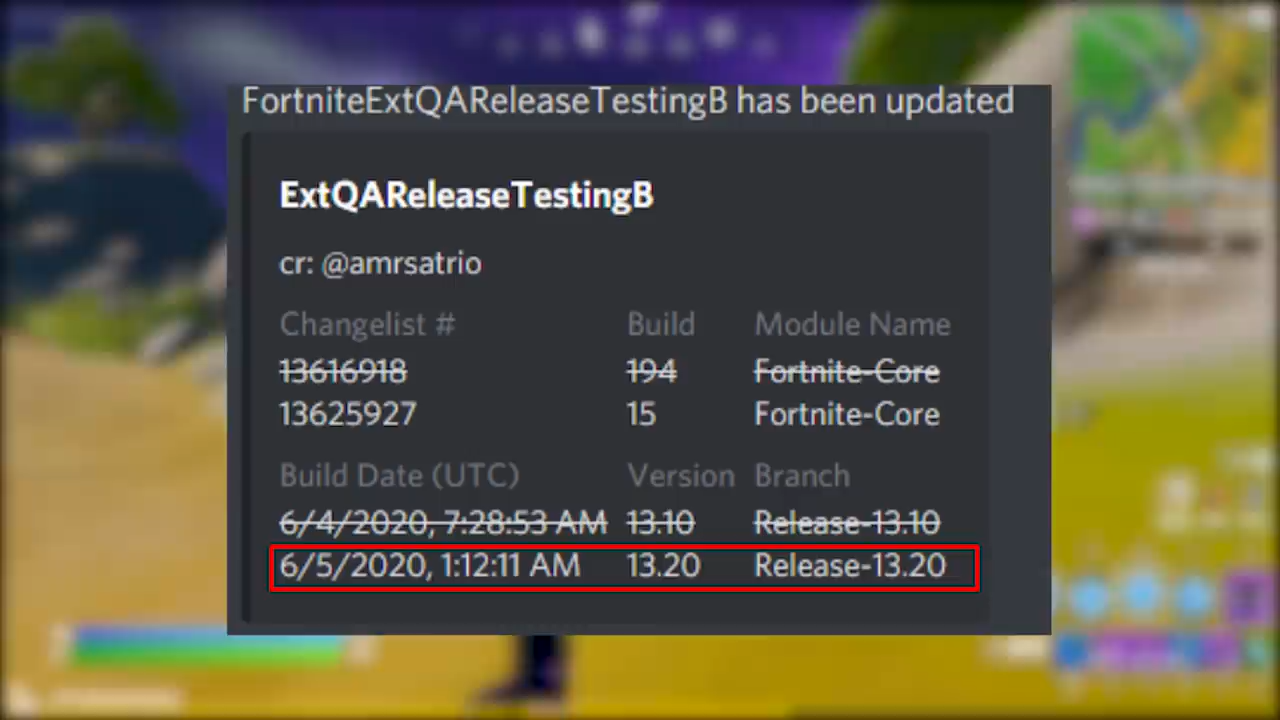 FortniteExtQAReleaseTestingB has been updated
ExtQAReleaseTestingB
cr: @amrsatrio
Changelist # Build Module Name
13616918 194 Fortnite-Core
13625927 15 Fortnite-Core
Build Date (UTC) Version Branch
6/4/2020, 7:28:53 AM 13.10 Release-13.10
6/5/2020, 1:12:11 AM 13.20 Release-13.20